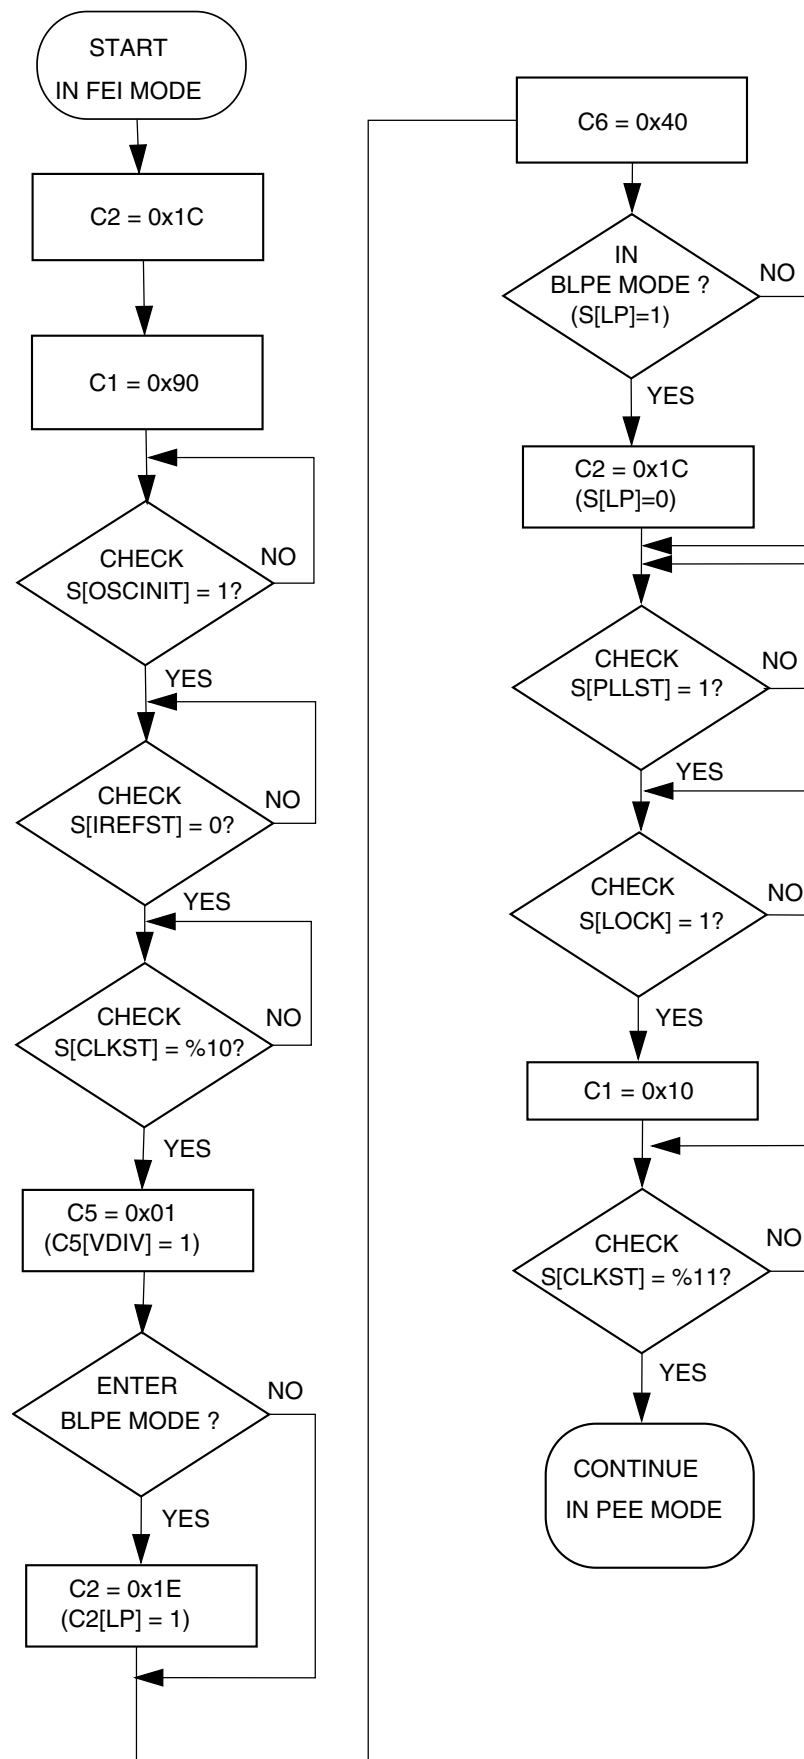 START
IN FEI MODE
C2 = 0x1C
C1 = 0x90
CHECK
S[OSCINIT] = 1?
NO
YES
CHECK
S[IREFST] = 0?
NO
YES
CHECK
S[CLKST] = %10?
NO
YES
C5 = 0x01
(C5[VDIV] = 1)
ENTER
BLPE MODE ?
NO
YES
C2 = 0x1E
(C2[LP] = 1)
C6 = 0x40
IN
BLPE MODE ?
(S[LP]=1)
NO
YES
C2 = 0x1C
(S[LP]=0)
CHECK
S[PLLST] = 1?
NO
YES
CHECK
S[LOCK] = 1?
NO
YES
C1 = 0x10
CHECK
S[CLKST] = %11?
NO
YES
CONTINUE
IN PEE MODE